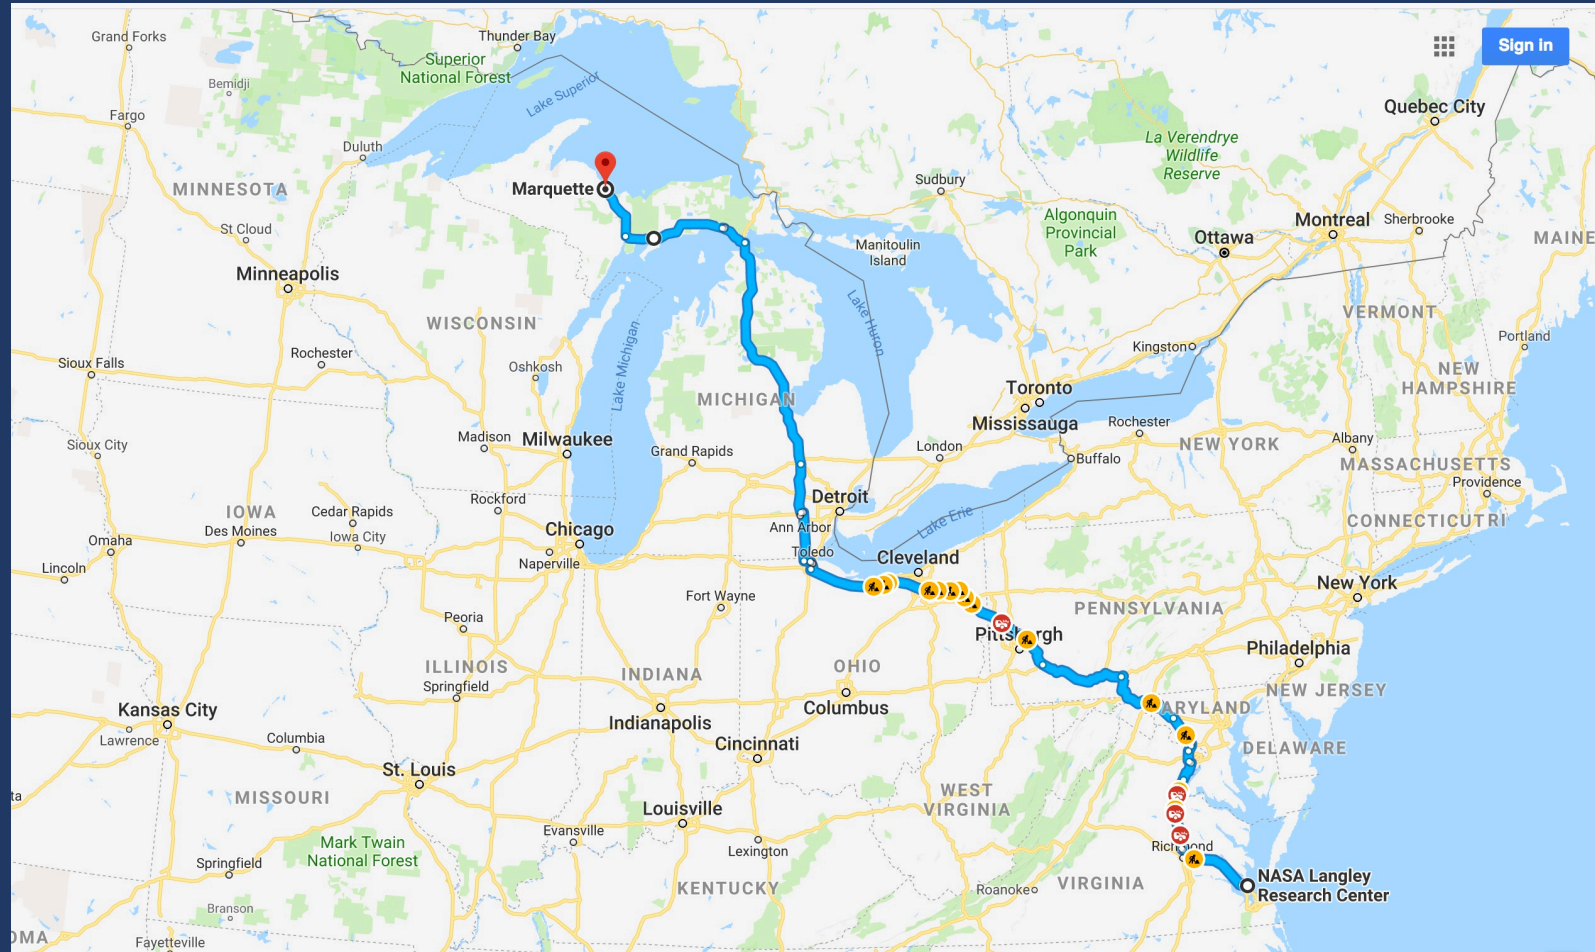 Grand Forks
Thunder Bay
Sign in
Superior
National Forest
Bemidji
Lake Superior
Quebec City
Fargo
La Verendrye
Wildlife
Reserve
Duluth
MINNESOTA
Marquette
Sudbury
Algonquin
Provincial
Park
Montreal
Sherbrooke
St Cloud
Ottawa
MAINE
Manitoulin
Island
Minneapolis
Lake Huron
VERMONT
WISCONSIN
Lake Michigan
Portland
Kingston
Rochester
Sioux Falls
Oshkosh
NEW
HAMPSHIRE
Toronto
MICHIGAN
Mississauga
Rochester
Madison
Milwaukee
Sioux City
Grand Rapids
London
Buffalo
NEW YORK
Albany
MASSACHUSETTS
Providence
Rockford
Detroit
IOWA
Cedar Rapids
Des Moines
Iowa City
Chicago
Ann Arbor
Lake Erie
CONNECTICUT
RI
Omaha
Toledo
Cleveland
Naperville
Lincoln
New York
Fort Wayne
PENNSYLVANIA
Peoria
Pittsburgh
Philadelphia
ILLINOIS
INDIANA
OHIO
Springfield
NEW JERSEY
Kansas City
Columbus
ARYLAND
Indianapolis
Lawrence
Columbia
Cincinnati
DELAWARE
St. Louis
WEST
VIRGINIA
ta
MISSOURI
Louisville
Evansville
Mark Twain
National Forest
Lexington
Richmond
Springfield
NASA Langley
Research Center
KENTUCKY
Roanoke
VIRGINIA
Branson
OMA
Fayetteville